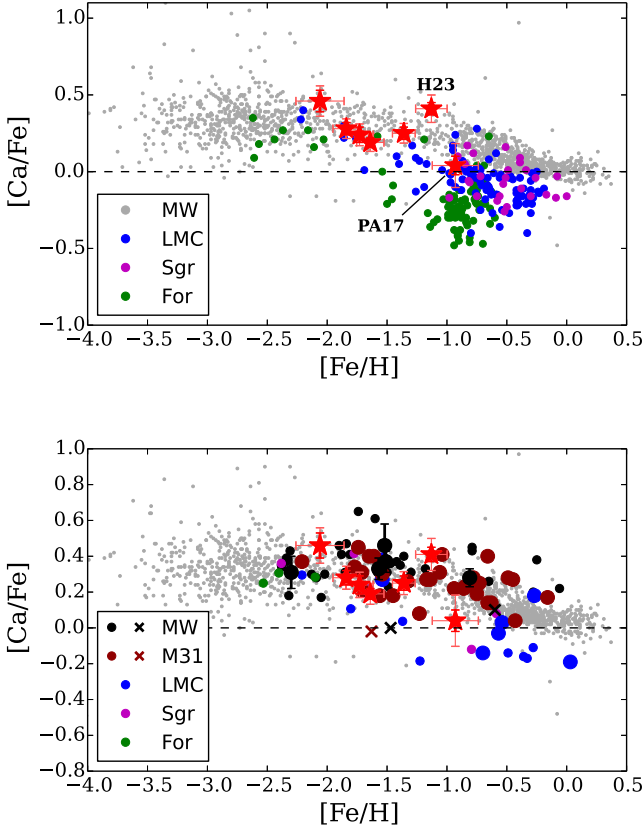 1.0
0.5
[Ca/Fe]
0.0
−0.5
−1.0
H23
PA17
MW
LMC
Sgr
For
−4.0 −3.5 −3.0 −2.5 −2.0 −1.5 −1.0 −0.5 0.0 0.5
[Fe/H]
1.0
0.8
0.6
0.4
[Ca/Fe]
0.2
0.0
−0.2
−0.4
−0.6
−0.8
MW
M31
LMC
Sgr
For
−4.0 −3.5 −3.0 −2.5 −2.0 −1.5 −1.0 −0.5 0.0 0.5
[Fe/H]